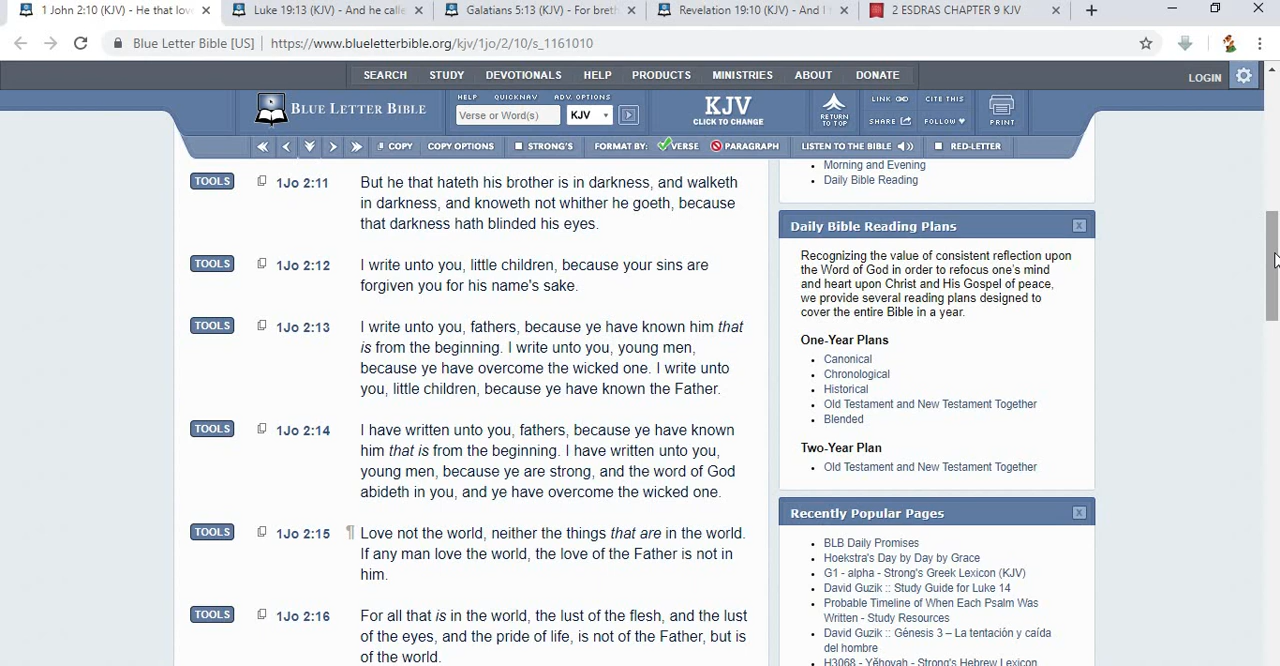 1 John 2:10 (KJV) - He that lov
Luke 19:13 (KJV) - And he calle
Galatians 5:13 (KJV) - For breth
Revelation 19:10 (KJV) - And I
2 ESDRAS CHAPTER 9 KJV
Blue Letter Bible [US] https://www.blueletterbible.org/kjv/1jo/2/10/s_1161010
SEARCH STUDY DEVOTIONALS HELP PRODUCTS MINISTRIES ABOUT DONATE LOGIN
BLUE LETTER BIBLE
HELP QUICKNAV ADV. OPTIONS
Verse or Word(s) KJV
KJV
CLICK TO CHANGE
RETURN
TO TOP
LINK CITE THIS
SHARE FOLLOW
PRINT
COPY COPY OPTIONS STRONG'S FORMAT BY: VERSE PARAGRAPH LISTEN TO THE BIBLE RED-LETTER
TOOLS 1Jo 2:11 But he that hateth his brother is in darkness, and walketh
in darkness, and knoweth not whither he goeth, because
that darkness hath blinded his eyes.
TOOLS 1Jo 2:12 I write unto you, little children, because your sins are
forgiven you for his name's sake.
TOOLS 1Jo 2:13 I write unto you, fathers, because ye have known him that
is from the beginning. I write unto you, young men,
because ye have overcome the wicked one. I write unto
you, little children, because ye have known the Father.
TOOLS 1Jo 2:14 I have written unto you, fathers, because ye have known
him that is from the beginning. I have written unto you,
young men, because ye are strong, and the word of God
abideth in you, and ye have overcome the wicked one.
TOOLS 1Jo 2:15 ¶ Love not the world, neither the things that are in the world.
If any man love the world, the love of the Father is not in
him.
TOOLS 1Jo 2:16 For all that is in the world, the lust of the flesh, and the lust
of the eyes, and the pride of life, is not of the Father, but is
of the world.
Morning and Evening
Daily Bible Reading
Daily Bible Reading Plans X
Recognizing the value of consistent reflection upon
the Word of God in order to refocus one's mind
and heart upon Christ and His Gospel of peace,
we provide several reading plans designed to
cover the entire Bible in a year.
One-Year Plans
Canonical
Chronological
Historical
Old Testament and New Testament Together
Blended
Two-Year Plan
Old Testament and New Testament Together
Recently Popular Pages X
BLB Daily Promises
Hoekstra's Day by Day by Grace
G1 - alpha - Strong's Greek Lexicon (KJV)
David Guzik :: Study Guide for Luke 14
Probable Timeline of When Each Psalm Was
Written - Study Resources
David Guzik :: Génesis 3 – La tentación y caída
del hombre
H3068 - Yĕhovah - Strong's Hebrew Lexicon